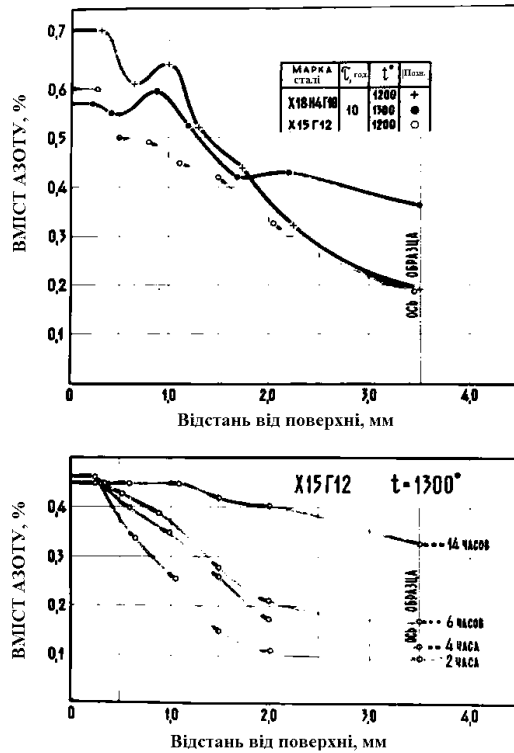 0,7
0,6
0,5
0,4
0,3
0,2
0,1
ВМІСТ АЗОТУ, %
МАРКА сталі τ, год. t° Позн.
Х18Н4Г10 10 1200 +
1300 ●
Х15Г12 1200 ○
ОСЬ ОБРАЗЦА
0 1,0 2,0 3,0 4,0
Відстань від поверхні, мм
Х15Г12 t=1300°
0,4
0,3
0,2
0,1
ВМІСТ АЗОТУ, %
14 ЧАСОВ
6 ЧАСОВ
4 ЧАСА
2 ЧАСА
ОСЬ ОБРАЗЦА
0 1,0 2,0 3,0 4,0
Відстань від поверхні, мм